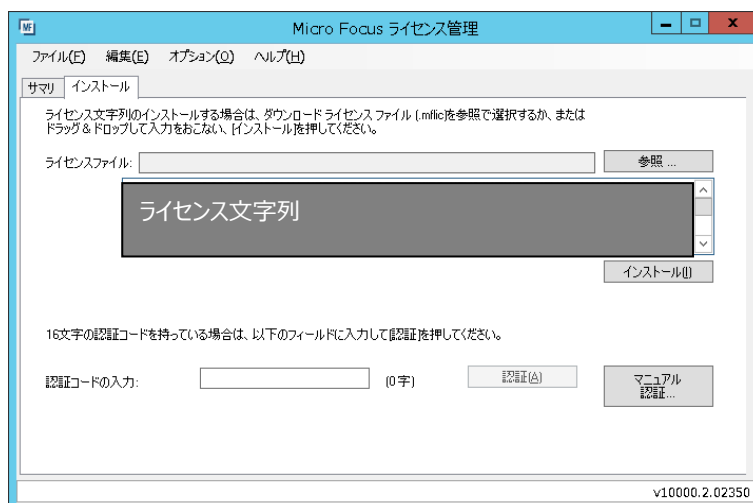 MF
Micro Focus ライセンス管理
ファイル(F) 編集(E) オプション(O) ヘルプ(H)
サマリ インストール
ライセンス文字列のインストールする場合は、ダウンロード ライセンス ファイル (.mflic)を参照で選択するか、または
ドラッグ & ドロップして入力をおこない、[インストール]を押してください。
ライセンスファイル: 参照 ...
ライセンス文字列
インストール(I)
16文字の認証コードを持っている場合は、以下のフィールドに入力して[認証]を押してください。
認証コードの入力: (0 字) 認証(A) マニュアル
認証...
v10000.2.02350